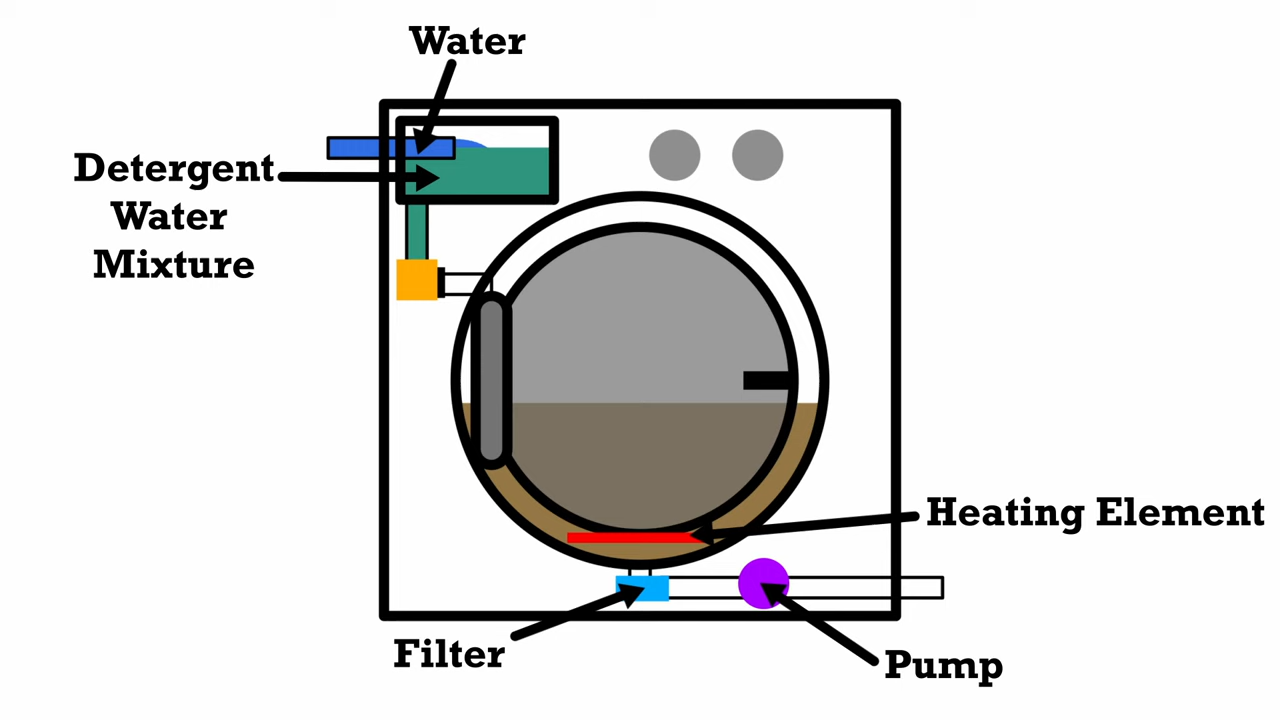 Water
Detergent
Water
Mixture
Heating Element
Filter
Pump